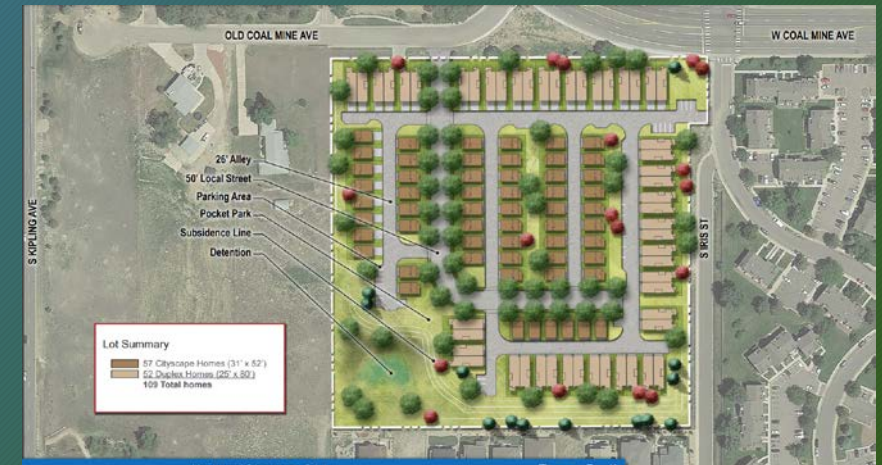 OLD COAL MINE AVE
W COAL MINE AVE
S KIPLING AVE
26' Alley
50' Local Street
Parking Area
Pocket Park
Subsidence Line
Detention
S IRIS ST
Lot Summary
57 Cityscape Homes (31' x 52')
52 Duplex Homes (25' x 80')
109 Total homes